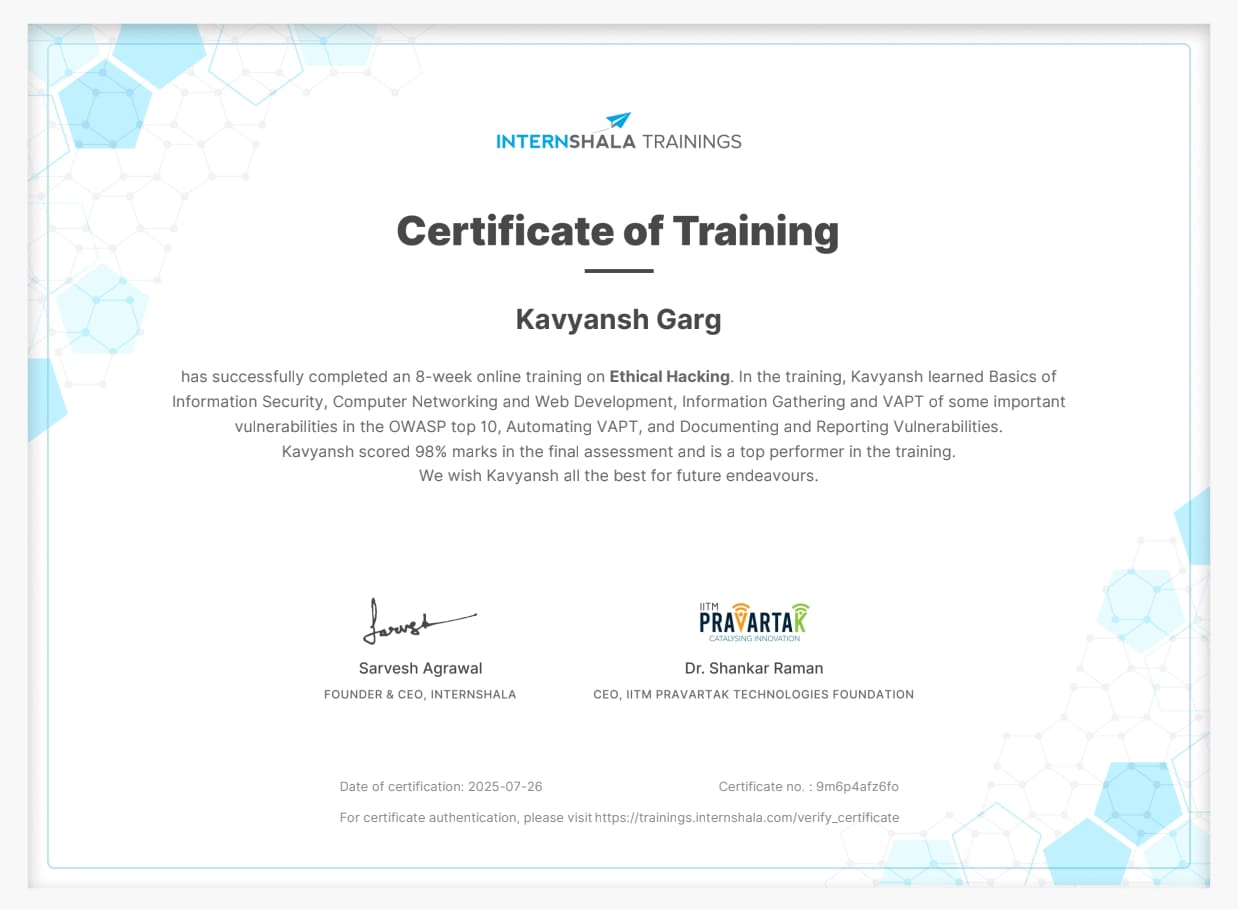 INTERNSHALA TRAININGS
Certificate of Training
Kavyansh Garg
has successfully completed an 8-week online training on Ethical Hacking. In the training, Kavyansh learned Basics of
Information Security, Computer Networking and Web Development, Information Gathering and VAPT of some important
vulnerabilities in the OWASP top 10, Automating VAPT, and Documenting and Reporting Vulnerabilities.
Kavyansh scored 98% marks in the final assessment and is a top performer in the training.
We wish Kavyansh all the best for future endeavours.
Sarvesh
IITM
PRAVARTAK
CATALYSING INNOVATION
Sarvesh Agrawal
Dr. Shankar Raman
FOUNDER & CEO, INTERNSHALA
CEO, IITM PRAVARTAK TECHNOLOGIES FOUNDATION
Date of certification: 2025-07-26
Certificate no. : 9m6p4afz6fo
For certificate authentication, please visit https://trainings.internshala.com/verify_certificate